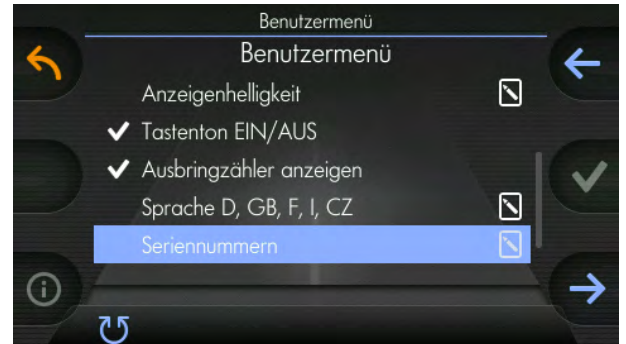 Benutzermenü
Benutzermenü
Anzeigenhelligkeit
Tastenton EIN/AUS
Ausbringzähler anzeigen
Sprache D, GB, F, I, CZ
Seriennummern